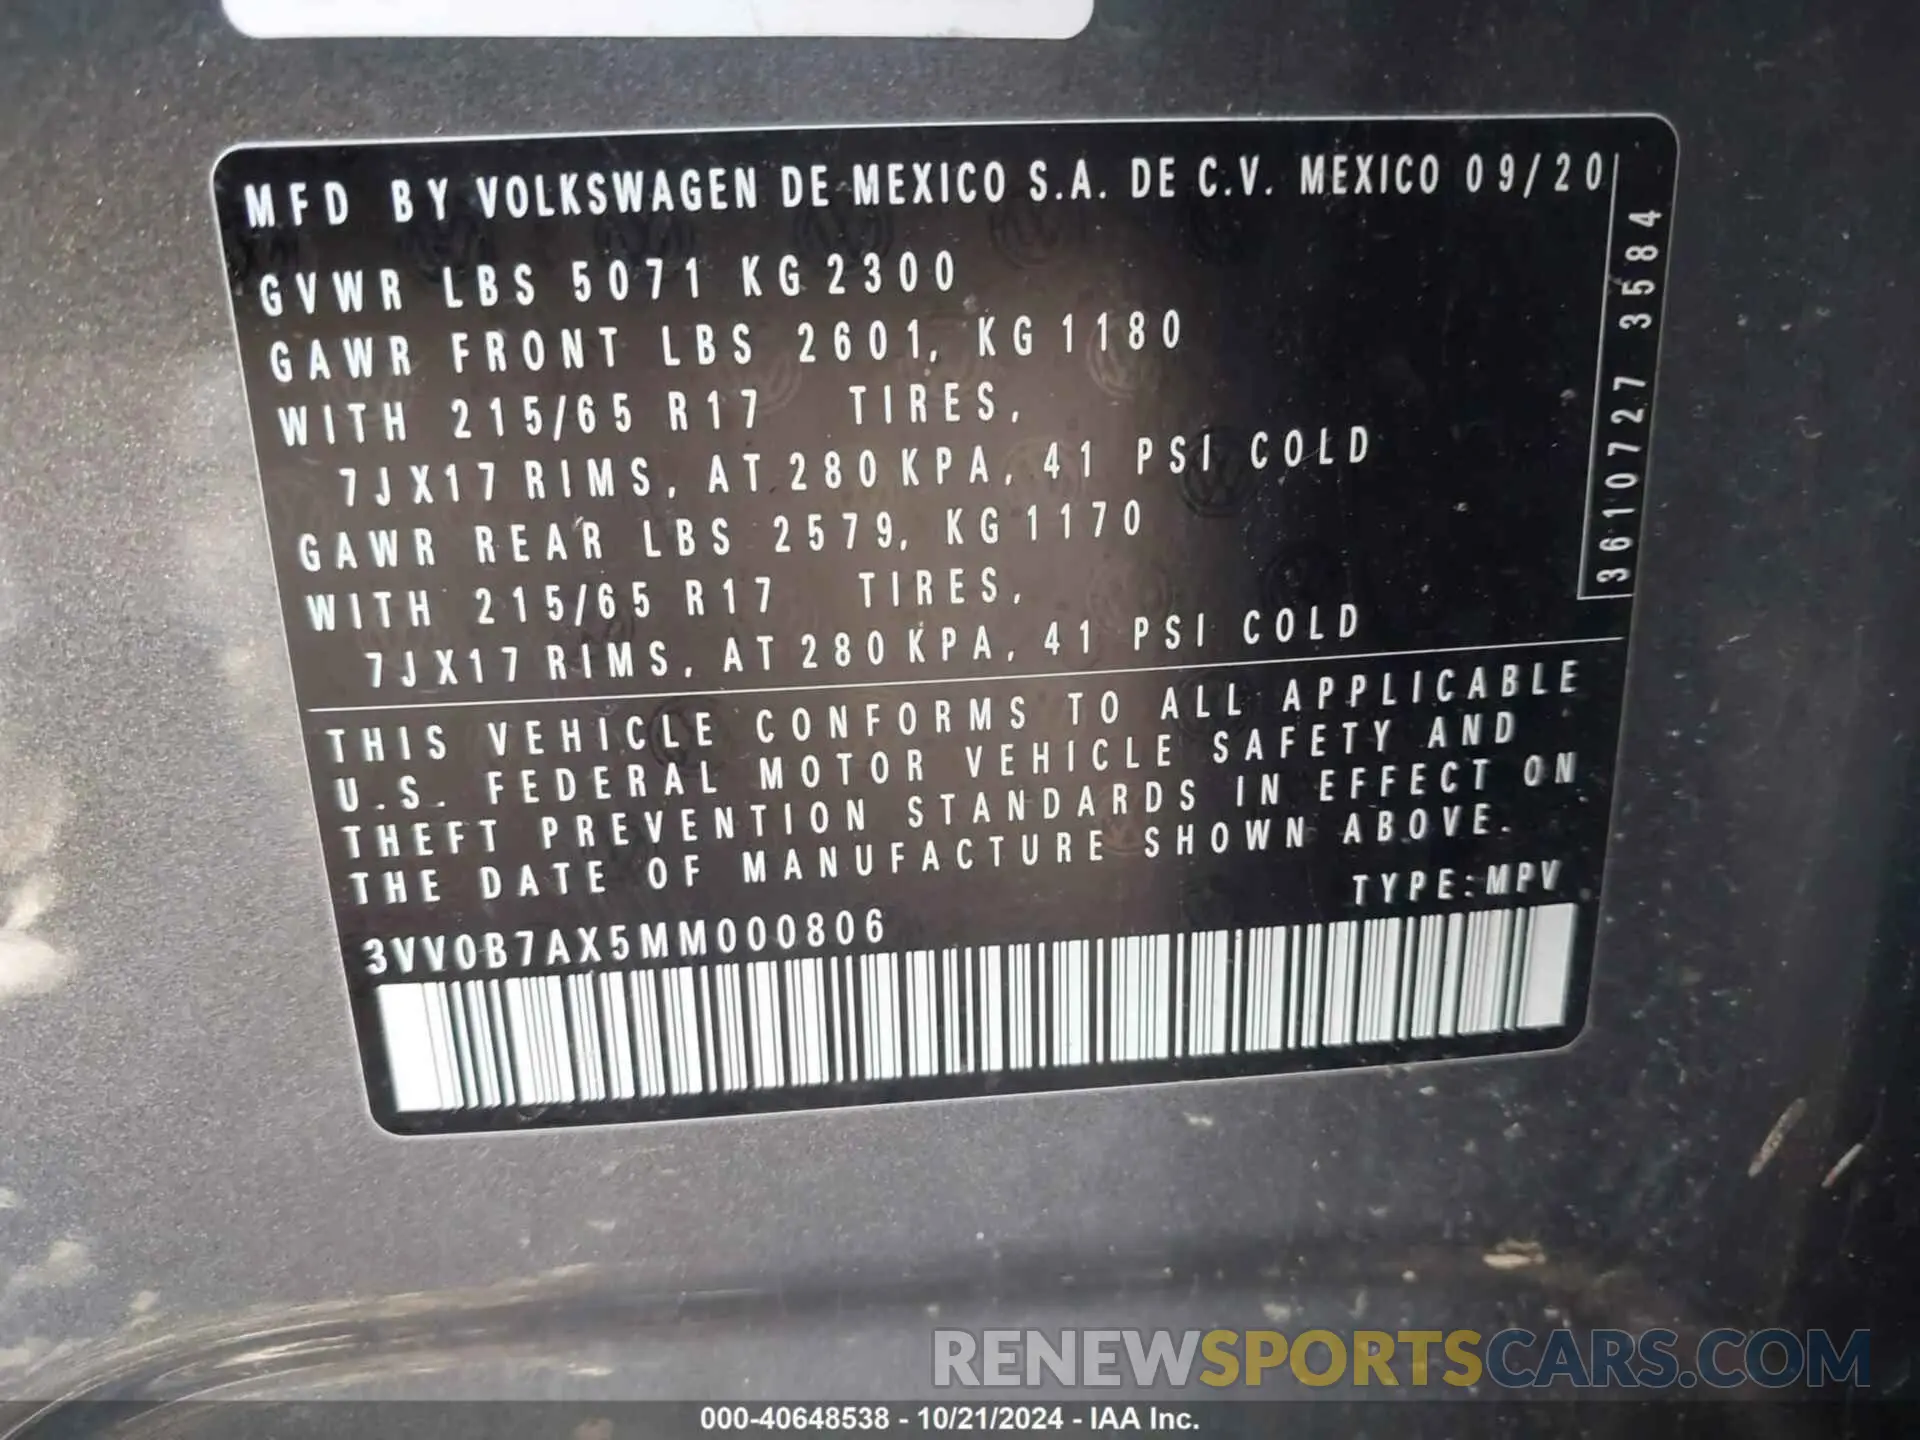 MFD BY VOLKSWAGEN DE MEXICO S.A. DE C.V. MEXICO 09/20
GVWR LBS 5071 KG 2300
GAWR FRONT LBS 2601, KG 1180
WITH 215/65 R17 TIRES,
7JX17 RIMS, AT 280 KPA, 41 PSI COLD
GAWR REAR LBS 2579, KG 1170
WITH 215/65 R17 TIRES,
7JX17 RIMS, AT 280 KPA, 41 PSI COLD
3610727 3584
THIS VEHICLE CONFORMS TO ALL APPLICABLE
U.S. FEDERAL MOTOR VEHICLE SAFETY AND
THEFT PREVENTION STANDARDS IN EFFECT ON
THE DATE OF MANUFACTURE SHOWN ABOVE.
TYPE: MPV
3VV0B7AX5MM000806
RENEWSPORTSCARS.COM
000-40648538 - 10/21/2024 - IAA Inc.